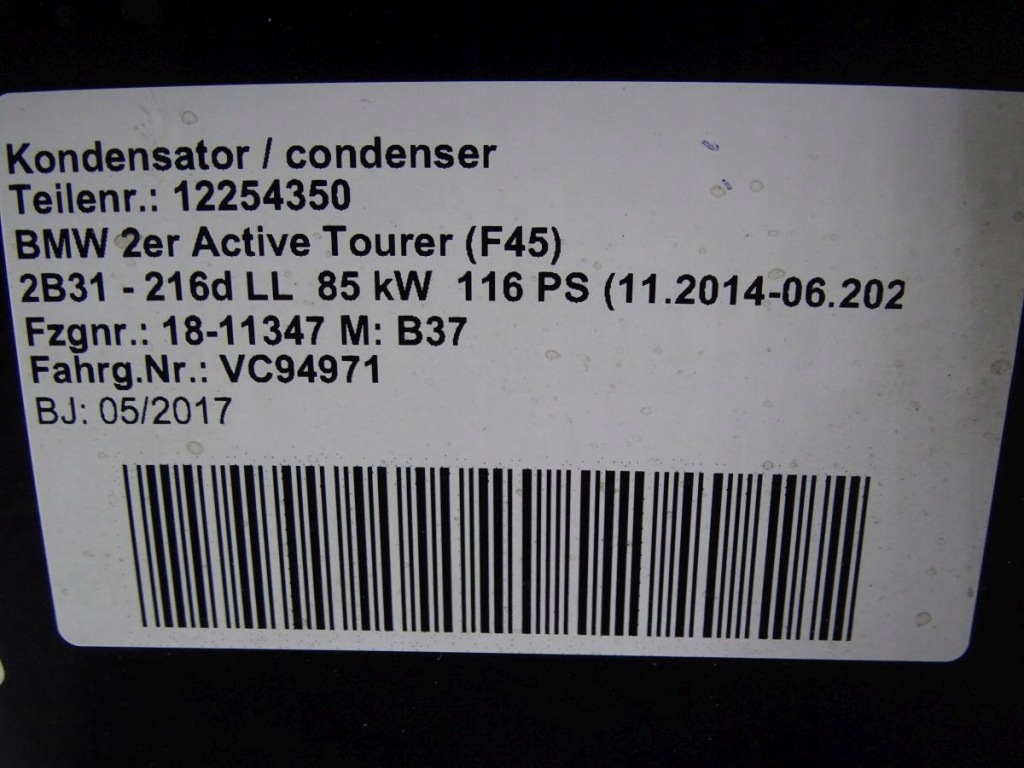 Kondensator / condenser
Teilenr.: 12254350
BMW 2er Active Tourer (F45)
2B31 - 216d LL 85 kW 116 PS (11.2014-06.202
Fzgnr.: 18-11347 M: B37
Fahrg.Nr.: VC94971
BJ: 05/2017